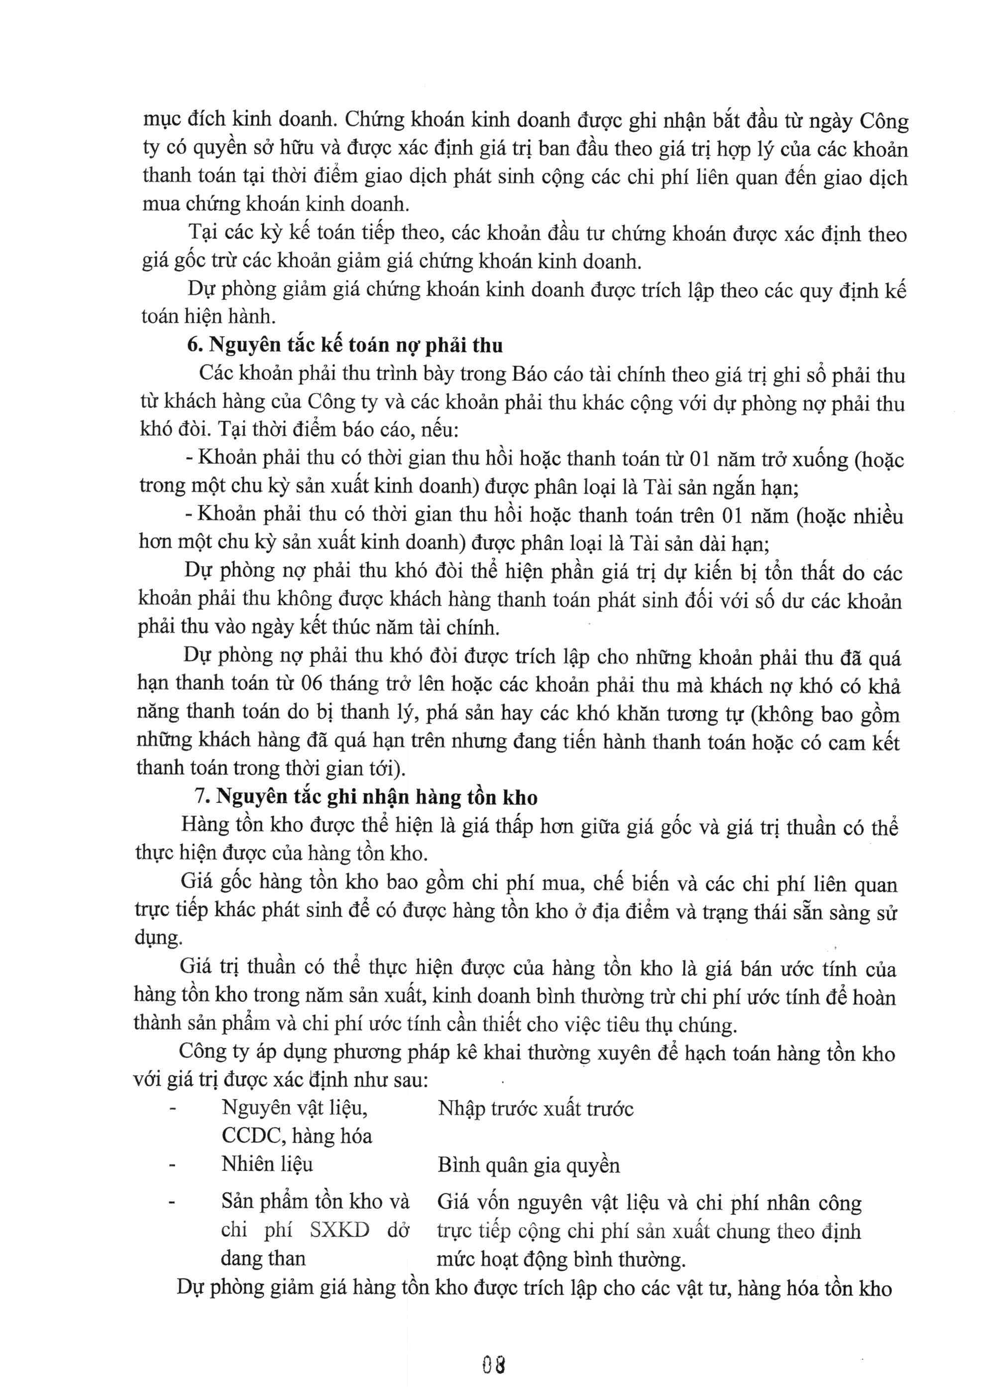 mục đích kinh doanh. Chứng khoán kinh doanh được ghi nhận bắt đầu từ ngày Công
ty có quyền sở hữu và được xác định giá trị ban đầu theo giá trị hợp lý của các khoản
thanh toán tại thời điểm giao dịch phát sinh cộng các chi phí liên quan đến giao dịch
mua chứng khoán kinh doanh.
Tại các kỳ kế toán tiếp theo, các khoản đầu tư chứng khoán được xác định theo
giá gốc trừ các khoản giảm giá chứng khoán kinh doanh.
Dự phòng giảm giá chứng khoán kinh doanh được trích lập theo các quy định kế
toán hiện hành.
6. Nguyên tắc kế toán nợ phải thu
Các khoản phải thu trình bày trong Báo cáo tài chính theo giá trị ghi sổ phải thu
từ khách hàng của Công ty và các khoản phải thu khác cộng với dự phòng nợ phải thu
khó đòi. Tại thời điểm báo cáo, nếu:
- Khoản phải thu có thời gian thu hồi hoặc thanh toán từ 01 năm trở xuống (hoặc
trong một chu kỳ sản xuất kinh doanh) được phân loại là Tài sản ngắn hạn;
- Khoản phải thu có thời gian thu hồi hoặc thanh toán trên 01 năm (hoặc nhiều
hơn một chu kỳ sản xuất kinh doanh) được phân loại là Tài sản dài hạn;
Dự phòng nợ phải thu khó đòi thể hiện phần giá trị dự kiến bị tổn thất do các
khoản phải thu không được khách hàng thanh toán phát sinh đối với số dư các khoản
phải thu vào ngày kết thúc năm tài chính.
Dự phòng nợ phải thu khó đòi được trích lập cho những khoản phải thu đã quá
hạn thanh toán từ 06 tháng trở lên hoặc các khoản phải thu mà khách nợ khó có khả
năng thanh toán do bị thanh lý, phá sản hay các khó khăn tương tự (không bao gồm
những khách hàng đã quá hạn trên nhưng đang tiến hành thanh toán hoặc có cam kết
thanh toán trong thời gian tới).
7. Nguyên tắc ghi nhận hàng tồn kho
Hàng tồn kho được thể hiện là giá thấp hơn giữa giá gốc và giá trị thuần có thể
thực hiện được của hàng tồn kho.
Giá gốc hàng tồn kho bao gồm chi phí mua, chế biến và các chi phí liên quan
trực tiếp khác phát sinh để có được hàng tồn kho ở địa điểm và trạng thái sẵn sàng sử
dụng.
Giá trị thuần có thể thực hiện được của hàng tồn kho là giá bán ước tính của
hàng tồn kho trong năm sản xuất, kinh doanh bình thường trừ chi phí ước tính để hoàn
thành sản phẩm và chi phí ước tính cần thiết cho việc tiêu thụ chúng.
Công ty áp dụng phương pháp kê khai thường xuyên để hạch toán hàng tồn kho
với giá trị được xác định như sau:
- Nguyên vật liệu, Nhập trước xuất trước
CCDC, hàng hóa
- Nhiên liệu Bình quân gia quyền
- Sản phẩm tồn kho và Giá vốn nguyên vật liệu và chi phí nhân công
chi phí SXKD dở trực tiếp cộng chi phí sản xuất chung theo định
dang than mức hoạt động bình thường.
Dự phòng giảm giá hàng tồn kho được trích lập cho các vật tư, hàng hóa tồn kho
08